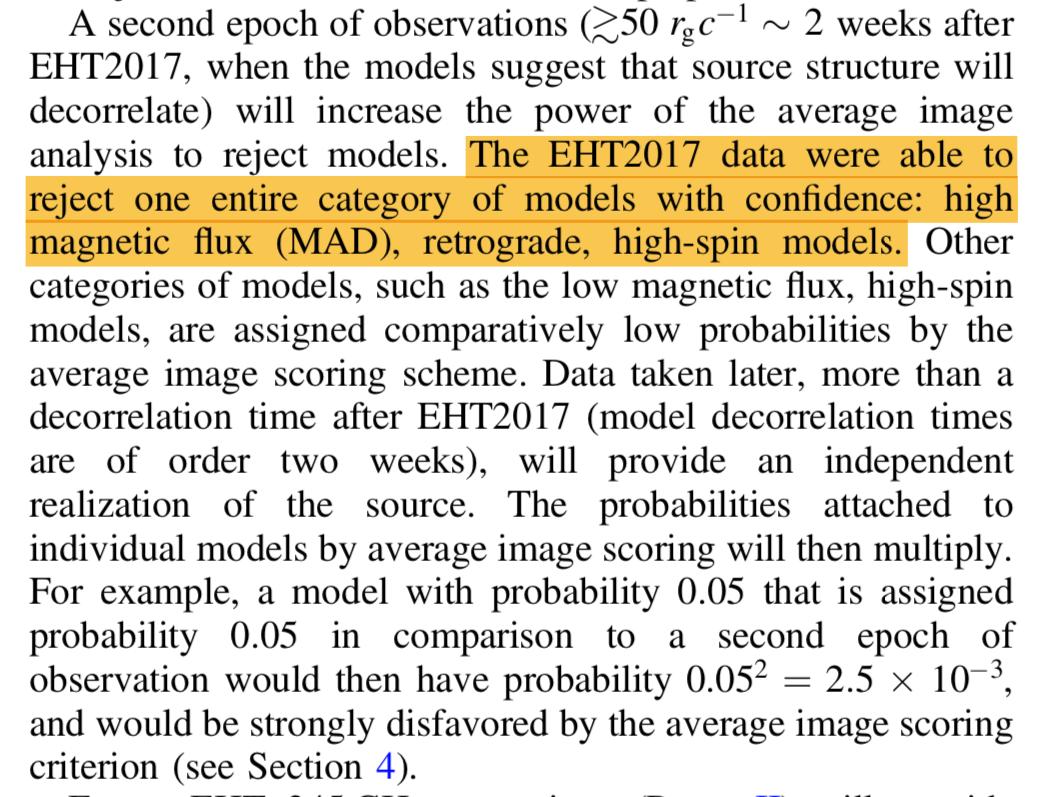 A second epoch of observations (≳50 r_g c⁻¹ ∼ 2 weeks after
EHT2017, when the models suggest that source structure will
decorrelate) will increase the power of the average image
analysis to reject models. The EHT2017 data were able to
reject one entire category of models with confidence: high
magnetic flux (MAD), retrograde, high-spin models. Other
categories of models, such as the low magnetic flux, high-spin
models, are assigned comparatively low probabilities by the
average image scoring scheme. Data taken later, more than a
decorrelation time after EHT2017 (model decorrelation times
are of order two weeks), will provide an independent
realization of the source. The probabilities attached to
individual models by average image scoring will then multiply.
For example, a model with probability 0.05 that is assigned
probability 0.05 in comparison to a second epoch of
observation would then have probability 0.05² = 2.5 × 10⁻³,
and would be strongly disfavored by the average image scoring
criterion (see Section 4).